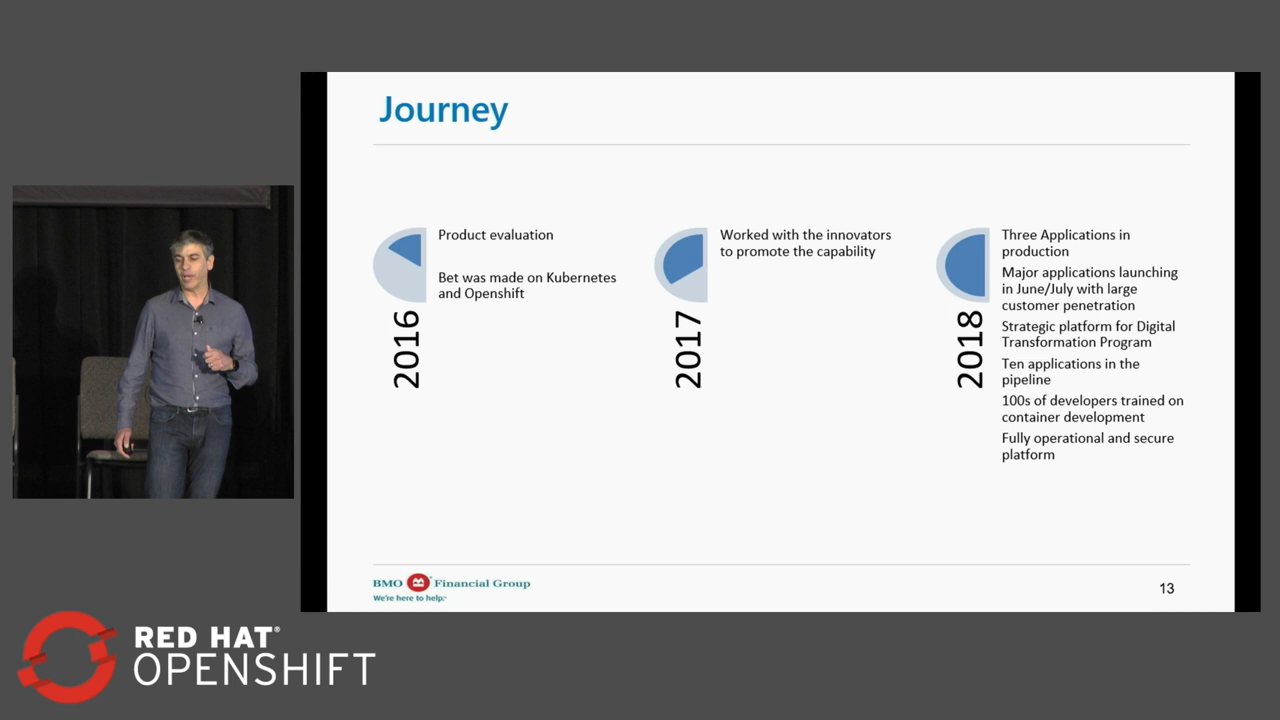 Journey
2016
Product evaluation
Bet was made on Kubernetes
and Openshift
2017
Worked with the innovators
to promote the capability
2018
Three Applications in
production
Major applications launching
in June/July with large
customer penetration
Strategic platform for Digital
Transformation Program
Ten applications in the
pipeline
100s of developers trained on
container development
Fully operational and secure
platform
BMO Financial Group
We're here to help.™
13
RED HAT®
OPENSHIFT